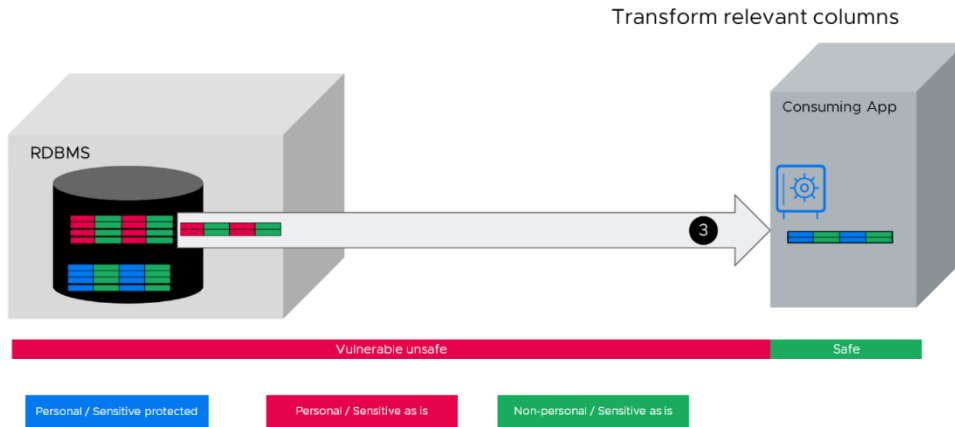 Transform relevant columns
Consuming App
RDBMS
3
Vulnerable unsafe
Safe
Personal / Sensitive protected
Personal / Sensitive as is
Non-personal / Sensitive as is